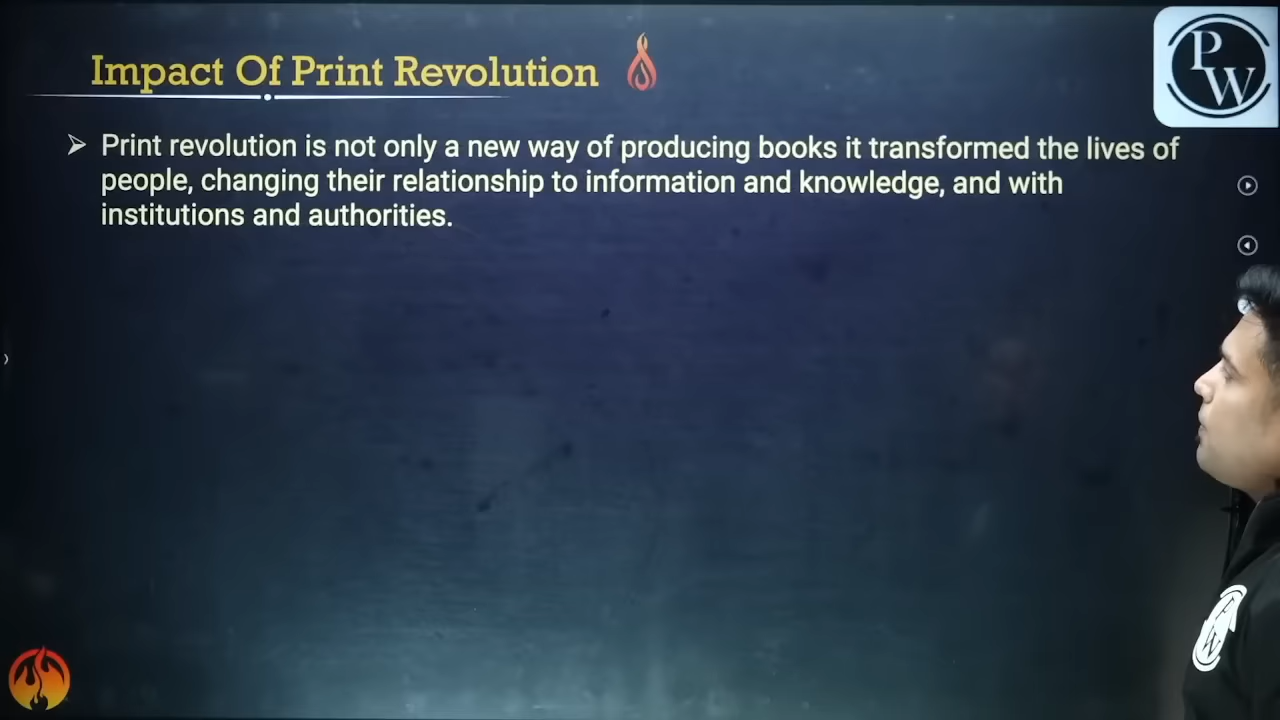 Impact Of Print Revolution
PW
➢ Print revolution is not only a new way of producing books it transformed the lives of
people, changing their relationship to information and knowledge, and with
institutions and authorities.